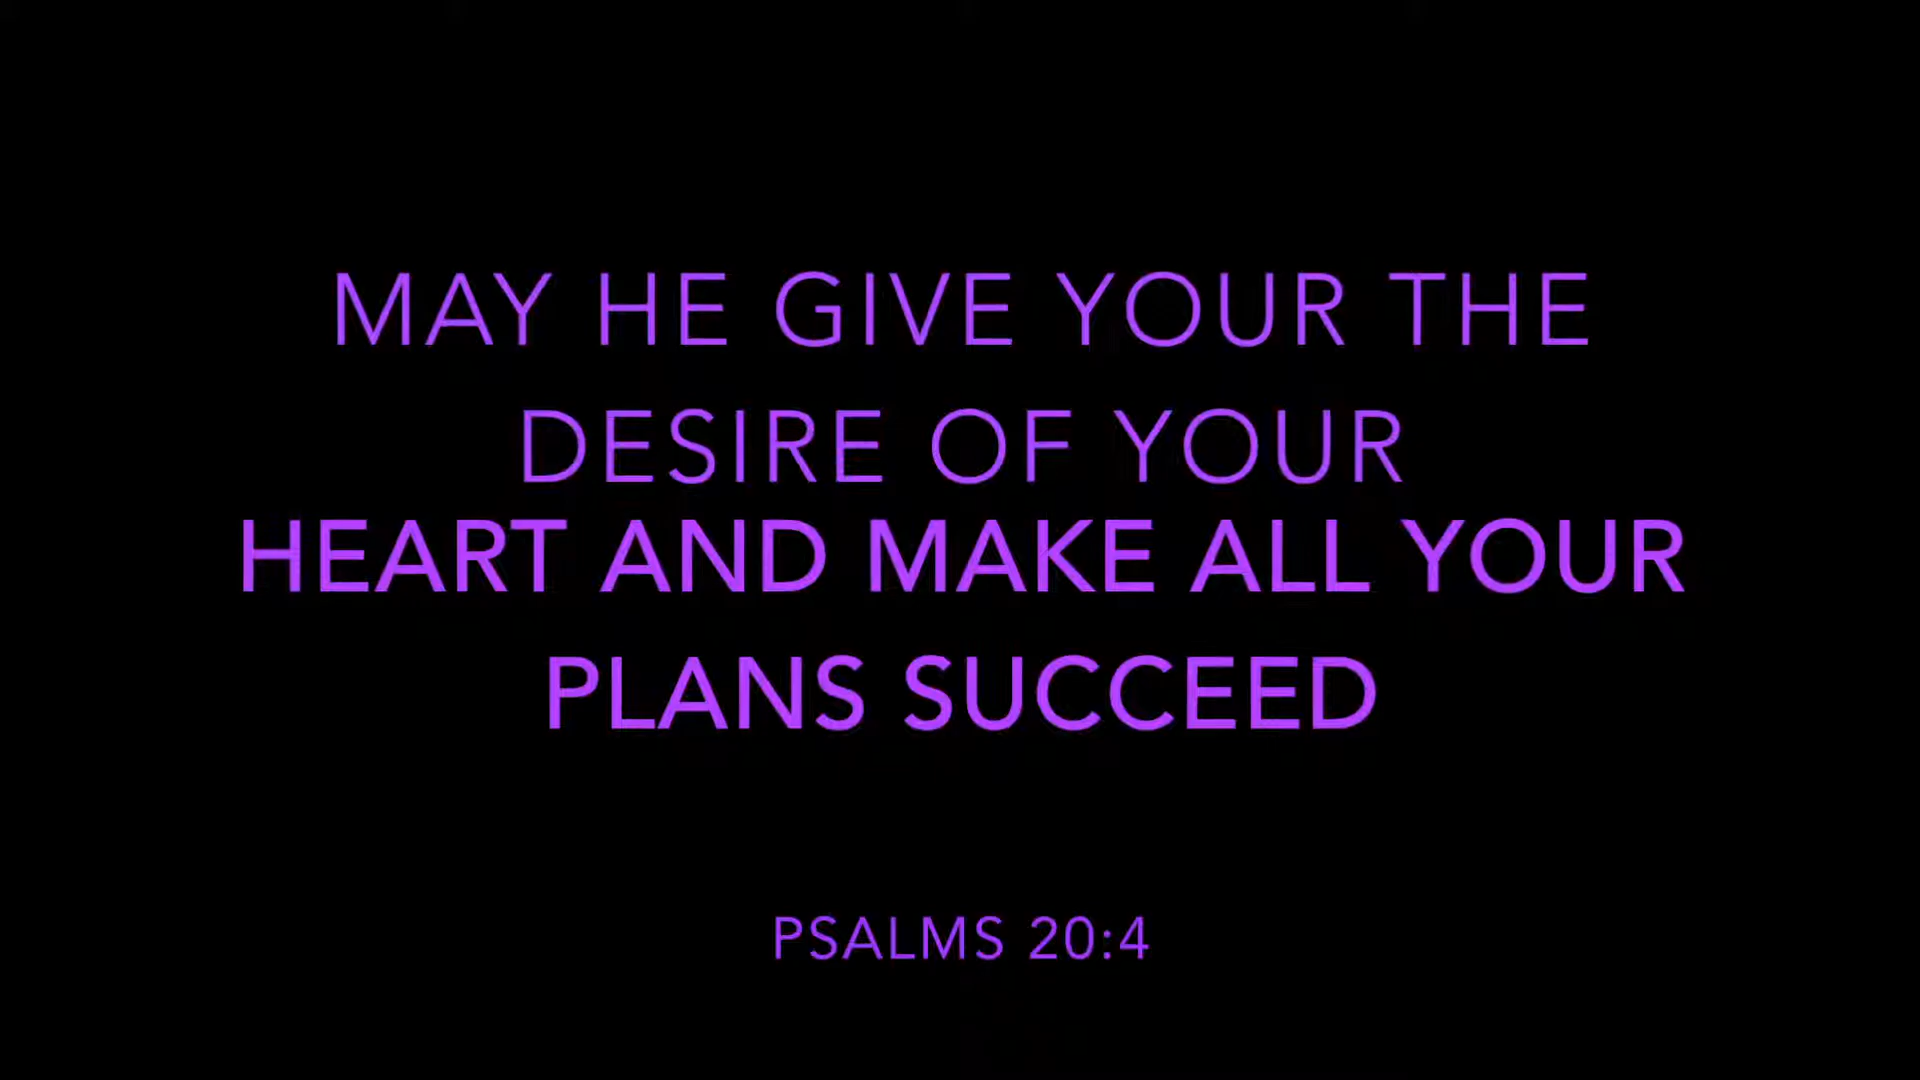 MAY HE GIVE YOUR THE
DESIRE OF YOUR
HEART AND MAKE ALL YOUR
PLANS SUCCEED
PSALMS 20:4